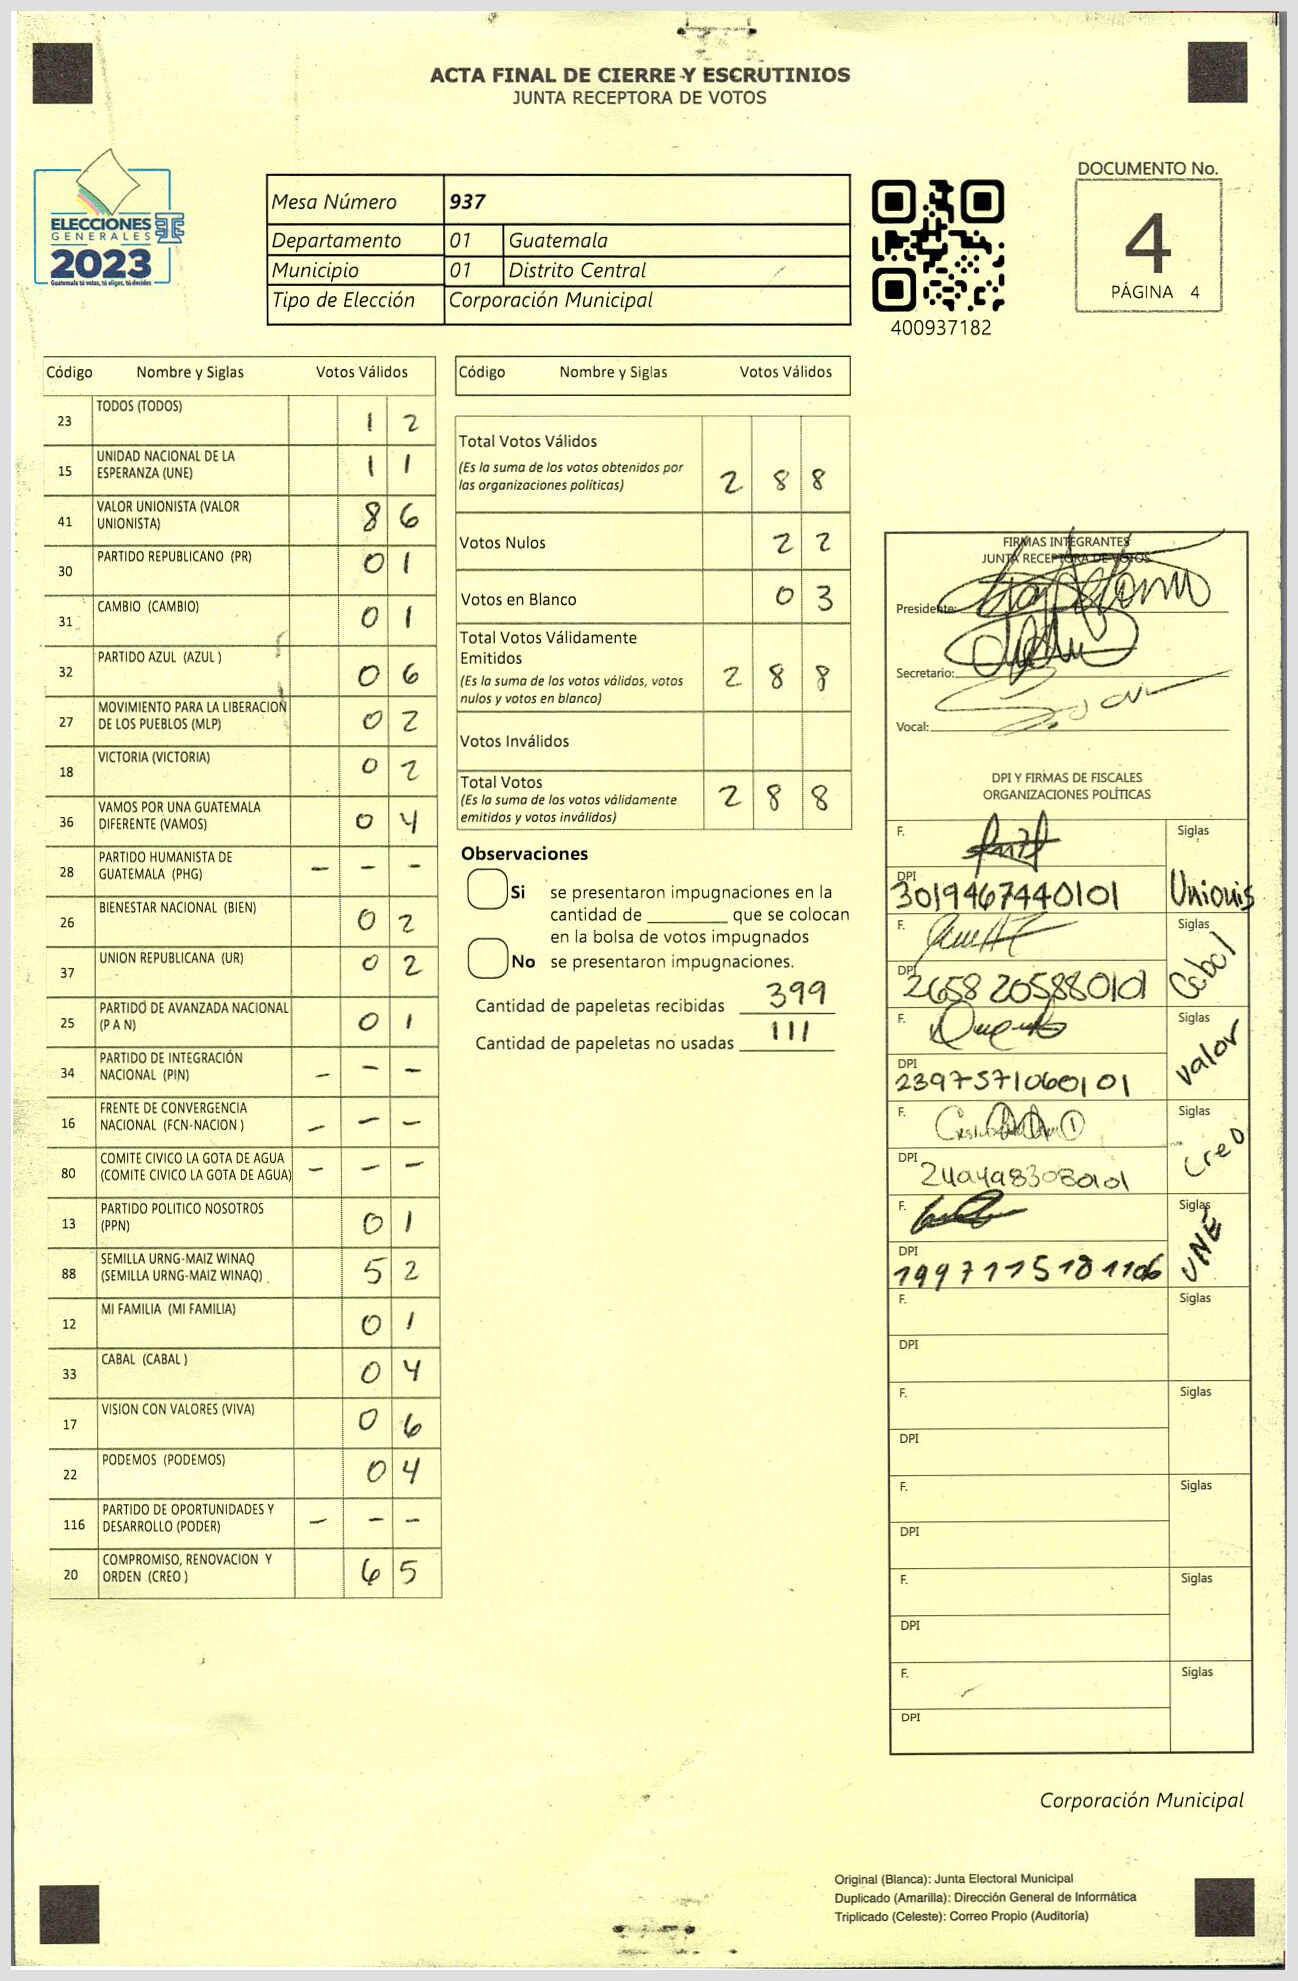 ACTA FINAL DE CIERRE Y ESCRUTINIOS
JUNTA RECEPTORA DE VOTOS
ELECCIONES
GENERALES
2023
Guatemala tú votas, tú eliges, tú decides
Mesa Número 937
Departamento 01 Guatemala
Municipio 01 Distrito Central
Tipo de Elección Corporación Municipal
400937182
DOCUMENTO No.
4
PÁGINA 4
Código Nombre y Siglas Votos Válidos
23 TODOS (TODOS) 1 2
15 UNIDAD NACIONAL DE LA
ESPERANZA (UNE) 1 1
41 VALOR UNIONISTA (VALOR
UNIONISTA) 8 6
30 PARTIDO REPUBLICANO (PR) 0 1
31 CAMBIO (CAMBIO) 0 1
32 PARTIDO AZUL (AZUL ) 0 6
27 MOVIMIENTO PARA LA LIBERACION
DE LOS PUEBLOS (MLP) 0 2
18 VICTORIA (VICTORIA) 0 2
36 VAMOS POR UNA GUATEMALA
DIFERENTE (VAMOS) 0 4
28 PARTIDO HUMANISTA DE
GUATEMALA (PHG) - - -
26 BIENESTAR NACIONAL (BIEN) 0 2
37 UNION REPUBLICANA (UR) 0 2
25 PARTIDO DE AVANZADA NACIONAL
(P A N) 0 1
34 PARTIDO DE INTEGRACIÓN
NACIONAL (PIN) - - -
16 FRENTE DE CONVERGENCIA
NACIONAL (FCN-NACION ) - - -
80 COMITE CIVICO LA GOTA DE AGUA
(COMITE CIVICO LA GOTA DE AGUA) - - -
13 PARTIDO POLITICO NOSOTROS
(PPN) 0 1
88 SEMILLA URNG-MAIZ WINAQ
(SEMILLA URNG-MAIZ WINAQ) 5 2
12 MI FAMILIA (MI FAMILIA) 0 1
33 CABAL (CABAL ) 0 4
17 VISION CON VALORES (VIVA) 0 6
22 PODEMOS (PODEMOS) 0 4
116 PARTIDO DE OPORTUNIDADES Y
DESARROLLO (PODER) - - -
20 COMPROMISO, RENOVACION Y
ORDEN (CREO ) 6 5
Código Nombre y Siglas Votos Válidos
Total Votos Válidos
(Es la suma de los votos obtenidos por
las organizaciones políticas) 2 8 8
Votos Nulos 2 2
Votos en Blanco 0 3
Total Votos Válidamente
Emitidos
(Es la suma de los votos válidos, votos
nulos y votos en blanco) 2 8 8
Votos Inválidos
Total Votos
(Es la suma de los votos válidamente
emitidos y votos inválidos) 2 8 8
Observaciones
Si se presentaron impugnaciones en la
cantidad de ________ que se colocan
en la bolsa de votos impugnados
No se presentaron impugnaciones.
Cantidad de papeletas recibidas 399
Cantidad de papeletas no usadas 111
FIRMAS INTEGRANTES
JUNTA RECEPTORA DE VOTOS
Presidente:
Secretario:
Vocal:
DPI Y FIRMAS DE FISCALES
ORGANIZACIONES POLÍTICAS
F. Siglas
DPI 3019467440101 Unionis
F. Siglas
DPI 2658 205880101 Cabal
F. Siglas
DPI 2397571060101 valor
F. Siglas
DPI Creo
F. Siglas
DPI 1997115181106 UNE
F. Siglas
DPI
F. Siglas
DPI
F. Siglas
DPI
F. Siglas
DPI
F. Siglas
DPI
Corporación Municipal
Original (Blanca): Junta Electoral Municipal
Duplicado (Amarilla): Dirección General de Informática
Triplicado (Celeste): Correo Propio (Auditoría)